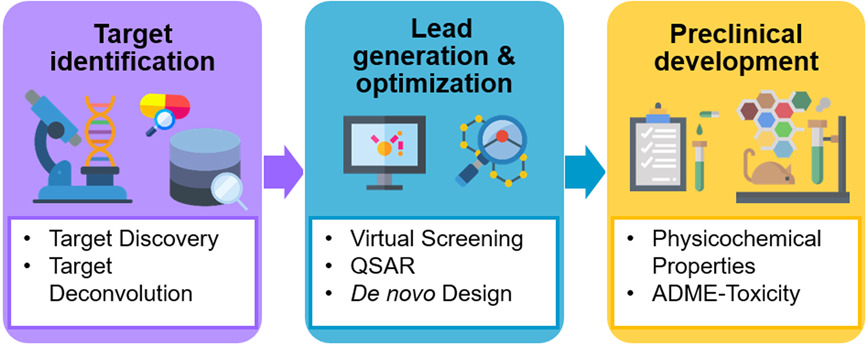 Target
identification
• Target Discovery
• Target
Deconvolution
Lead
generation &
optimization
• Virtual Screening
• QSAR
• De novo Design
Preclinical
development
• Physicochemical
Properties
• ADME-Toxicity